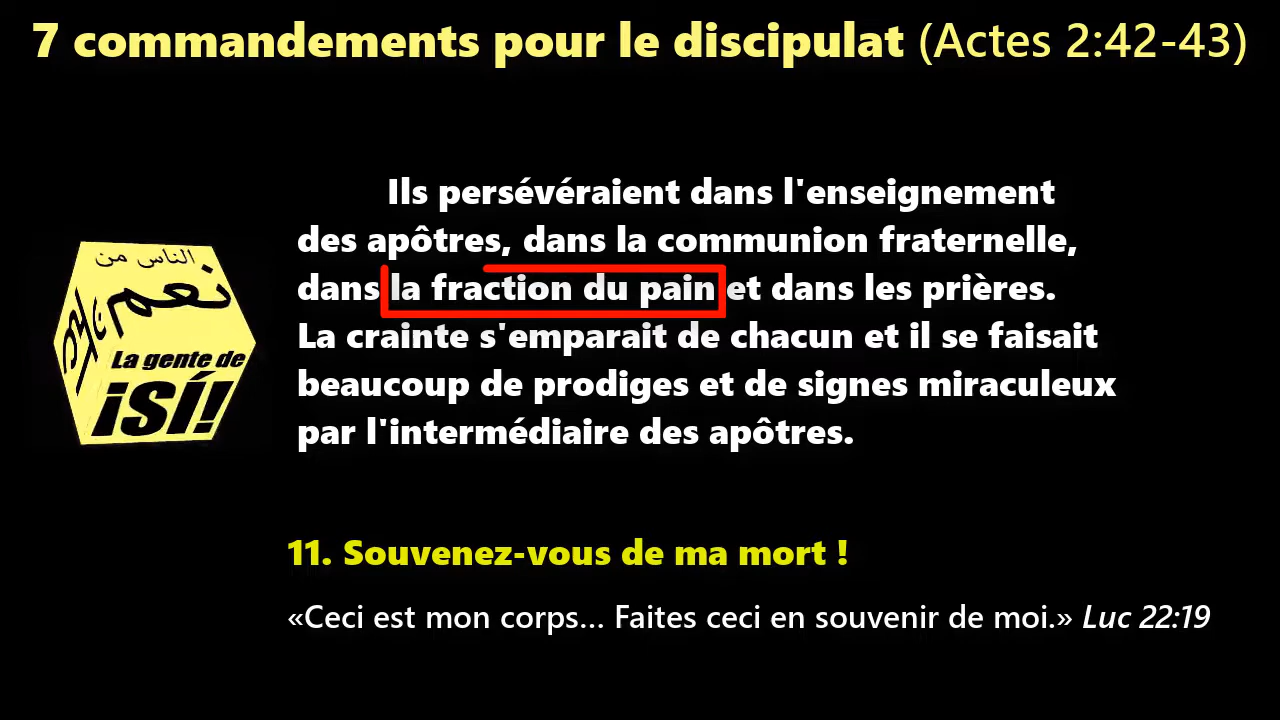 7 commandements pour le discipulat (Actes 2:42-43)
Ils persévéraient dans l'enseignement
des apôtres, dans la communion fraternelle,
dans la fraction du pain et dans les prières.
La crainte s'emparait de chacun et il se faisait
beaucoup de prodiges et de signes miraculeux
par l'intermédiaire des apôtres.
الناس من
نعم
La gente de
¡SÍ!
11. Souvenez-vous de ma mort !
«Ceci est mon corps... Faites ceci en souvenir de moi.» Luc 22:19